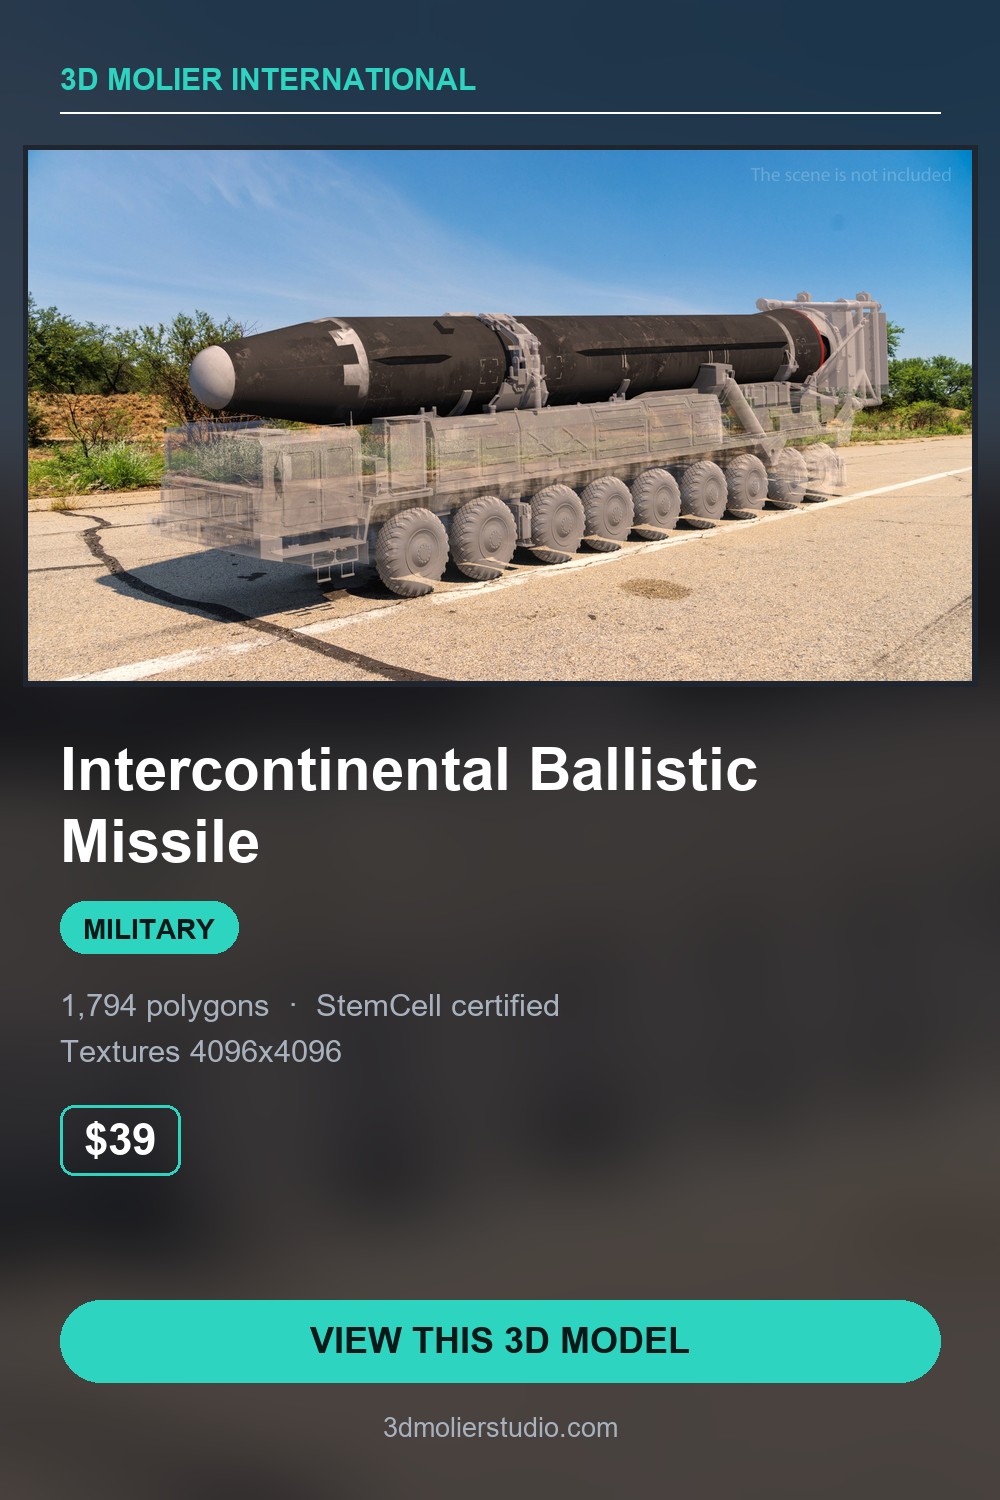 3D MOLIER INTERNATIONAL
The scene is not included
Intercontinental Ballistic
Missile
MILITARY
1,794 polygons · StemCell certified
Textures 4096x4096
$39
VIEW THIS 3D MODEL
3dmolierstudio.com